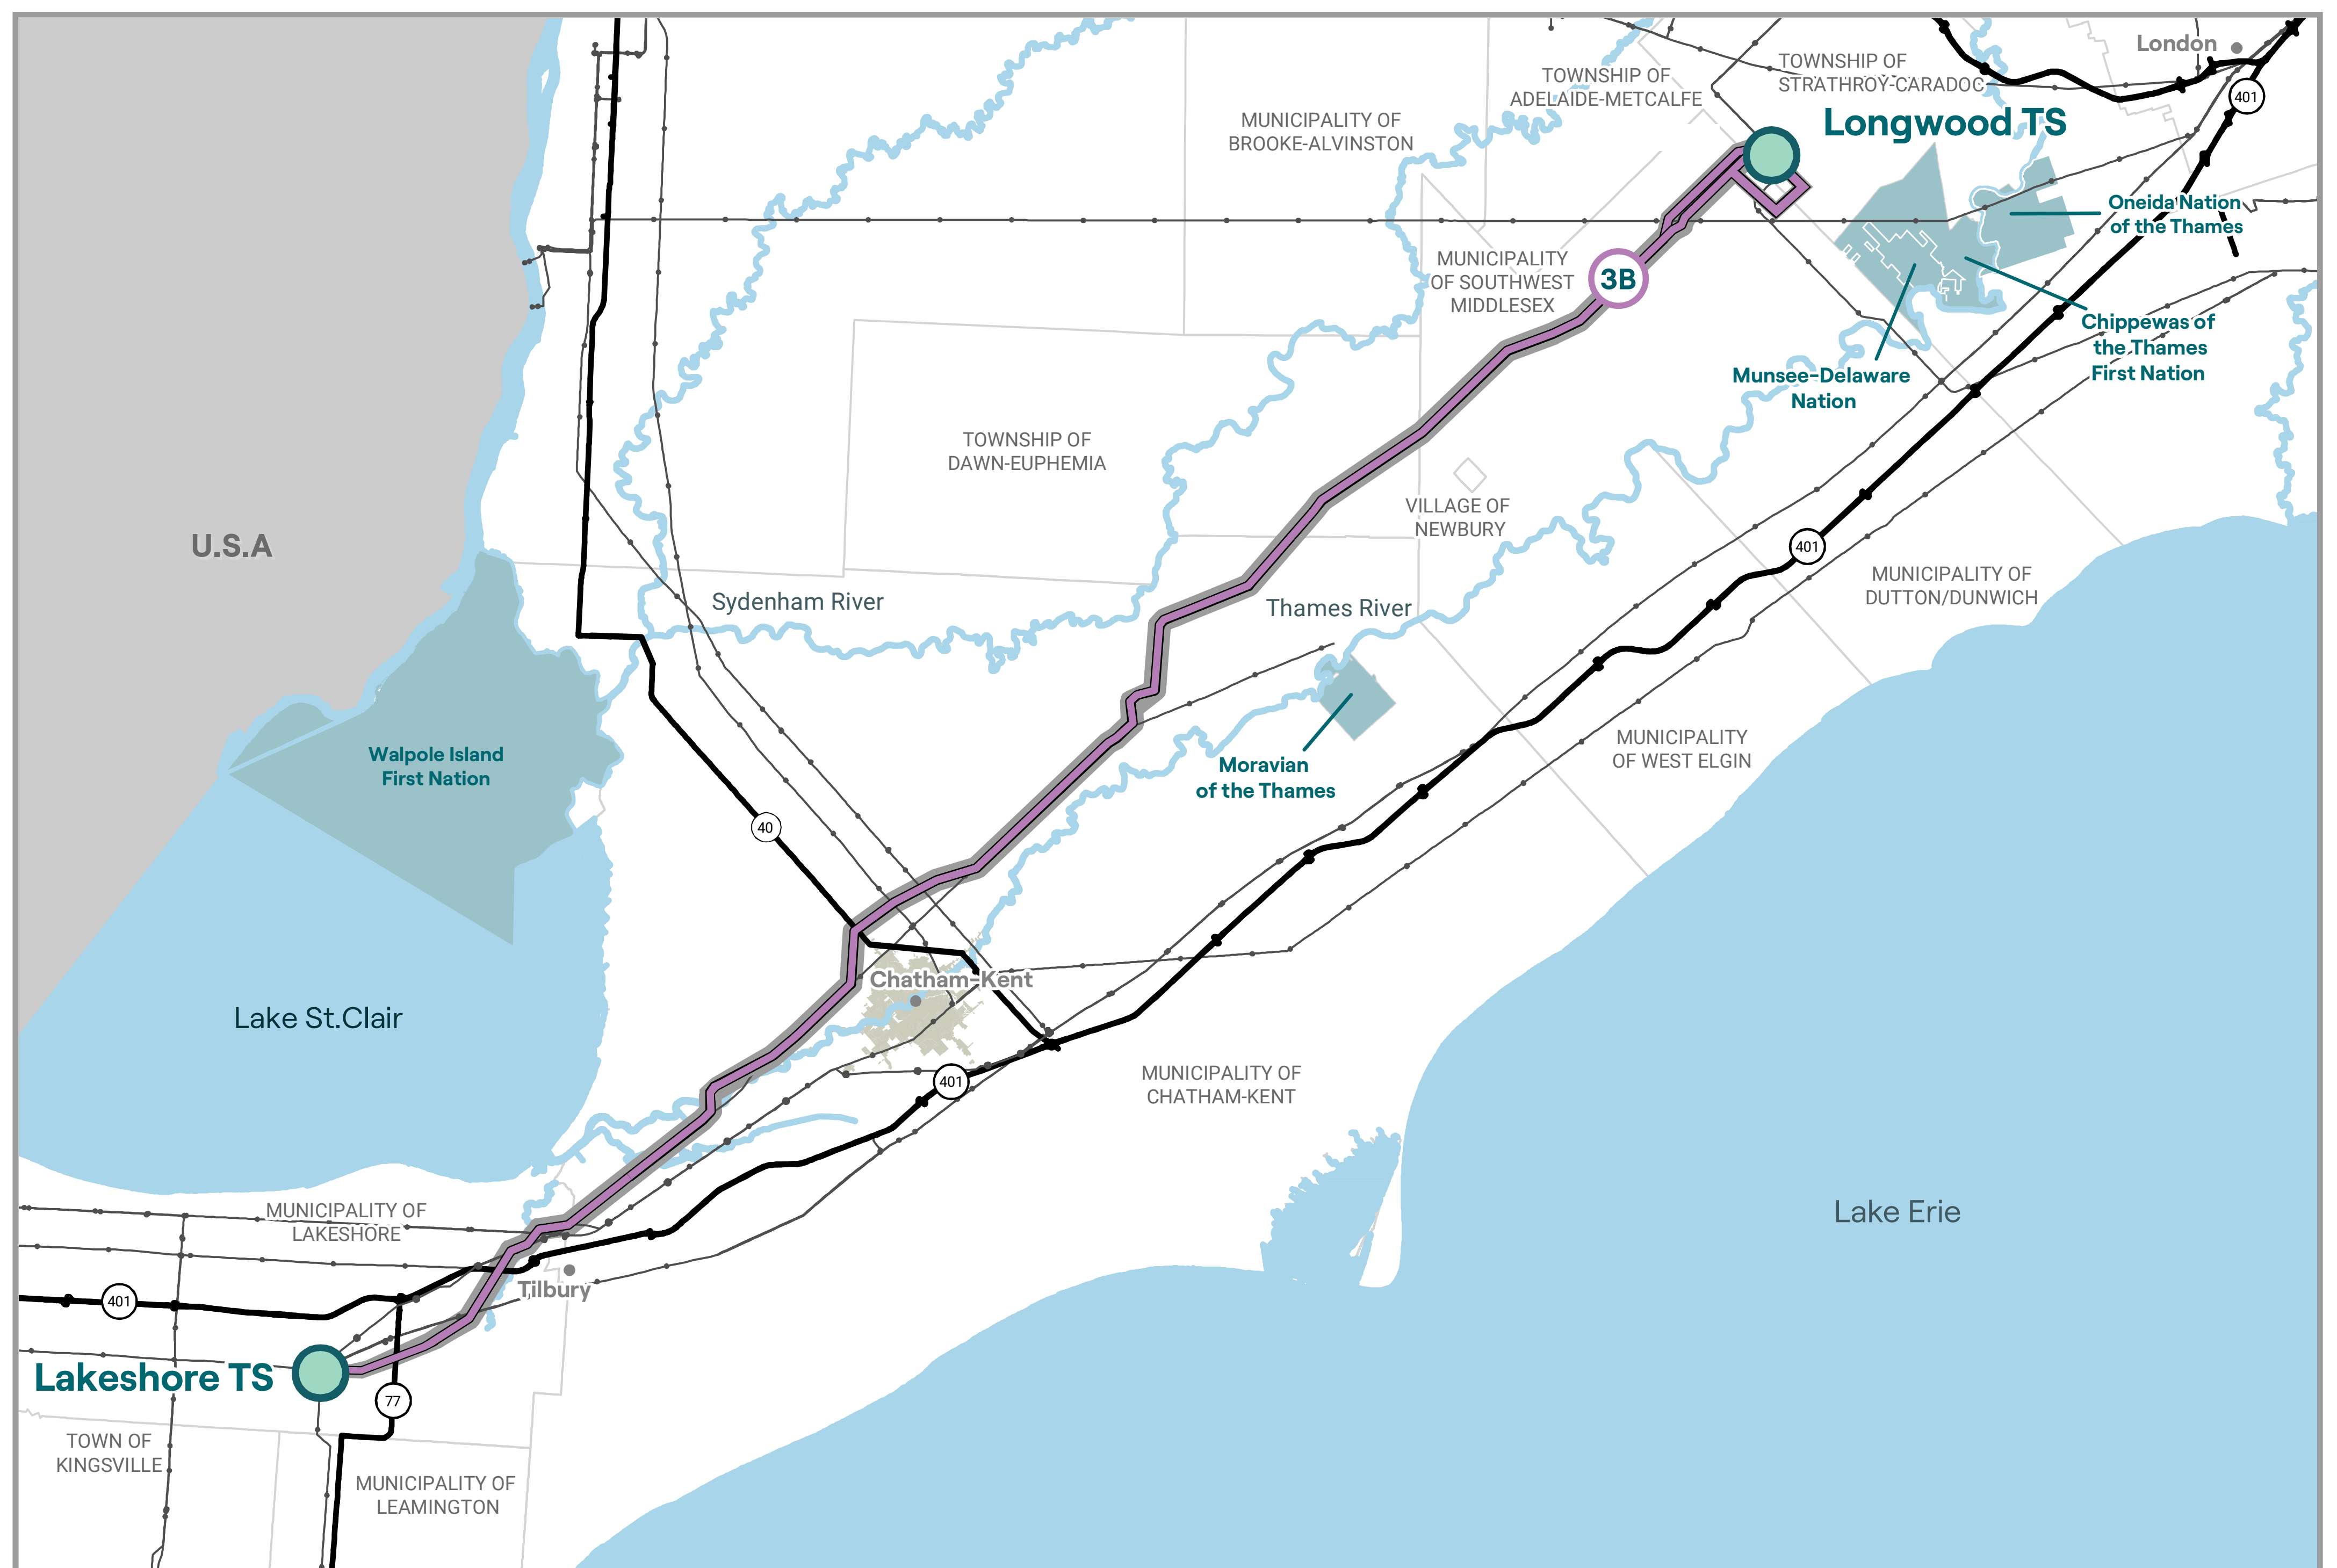 London
TOWNSHIP OF
STRATHROY-CARADOC
TOWNSHIP OF
ADELAIDE-METCALFE
401
Longwood TS
MUNICIPALITY OF
BROOKE-ALVINSTON
Oneida Nation
of the Thames
MUNICIPALITY
OF SOUTHWEST
MIDDLESEX
3B
Chippewas of
the Thames
First Nation
Munsee-Delaware
Nation
TOWNSHIP OF
DAWN-EUPHEMIA
VILLAGE OF
NEWBURY
U.S.A
401
MUNICIPALITY OF
DUTTON/DUNWICH
Sydenham River
Thames River
MUNICIPALITY
OF WEST ELGIN
Walpole Island
First Nation
Moravian
of the Thames
40
Chatham-Kent
Lake St.Clair
401
MUNICIPALITY OF
CHATHAM-KENT
MUNICIPALITY OF
LAKESHORE
Lake Erie
Tilbury
401
Lakeshore TS
77
TOWN OF
KINGSVILLE
MUNICIPALITY OF
LEAMINGTON